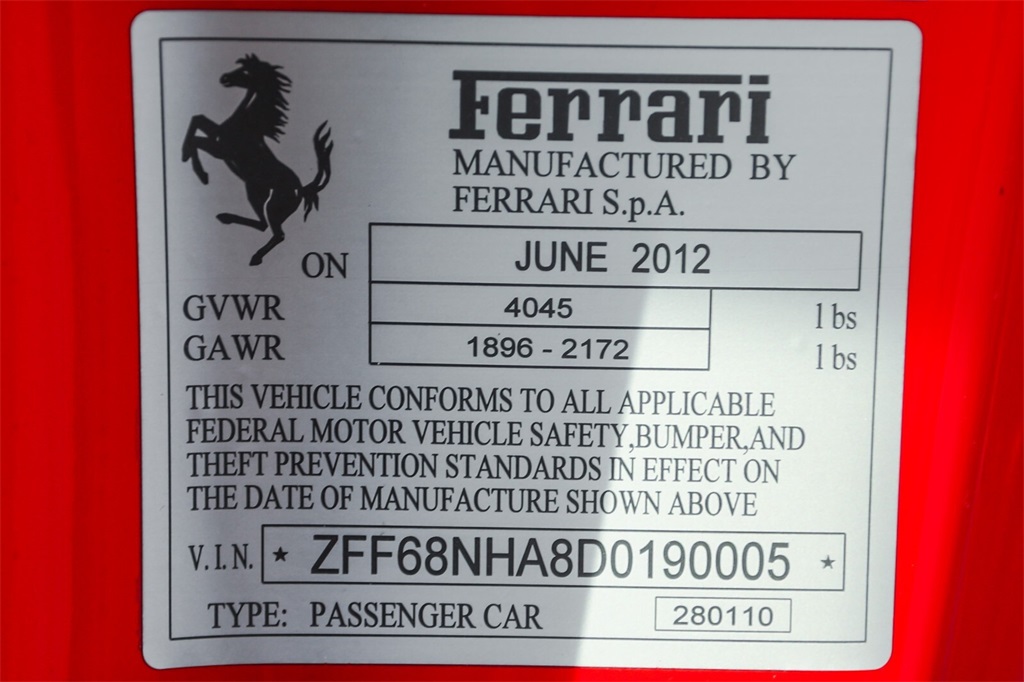 Ferrari
MANUFACTURED BY
FERRARI S.p.A.
ON JUNE 2012
GVWR 4045 lbs
GAWR 1896 - 2172 lbs
THIS VEHICLE CONFORMS TO ALL APPLICABLE
FEDERAL MOTOR VEHICLE SAFETY,BUMPER,AND
THEFT PREVENTION STANDARDS IN EFFECT ON
THE DATE OF MANUFACTURE SHOWN ABOVE
V.I.N. ★ ZFF68NHA8D0190005 ★
TYPE: PASSENGER CAR 280110